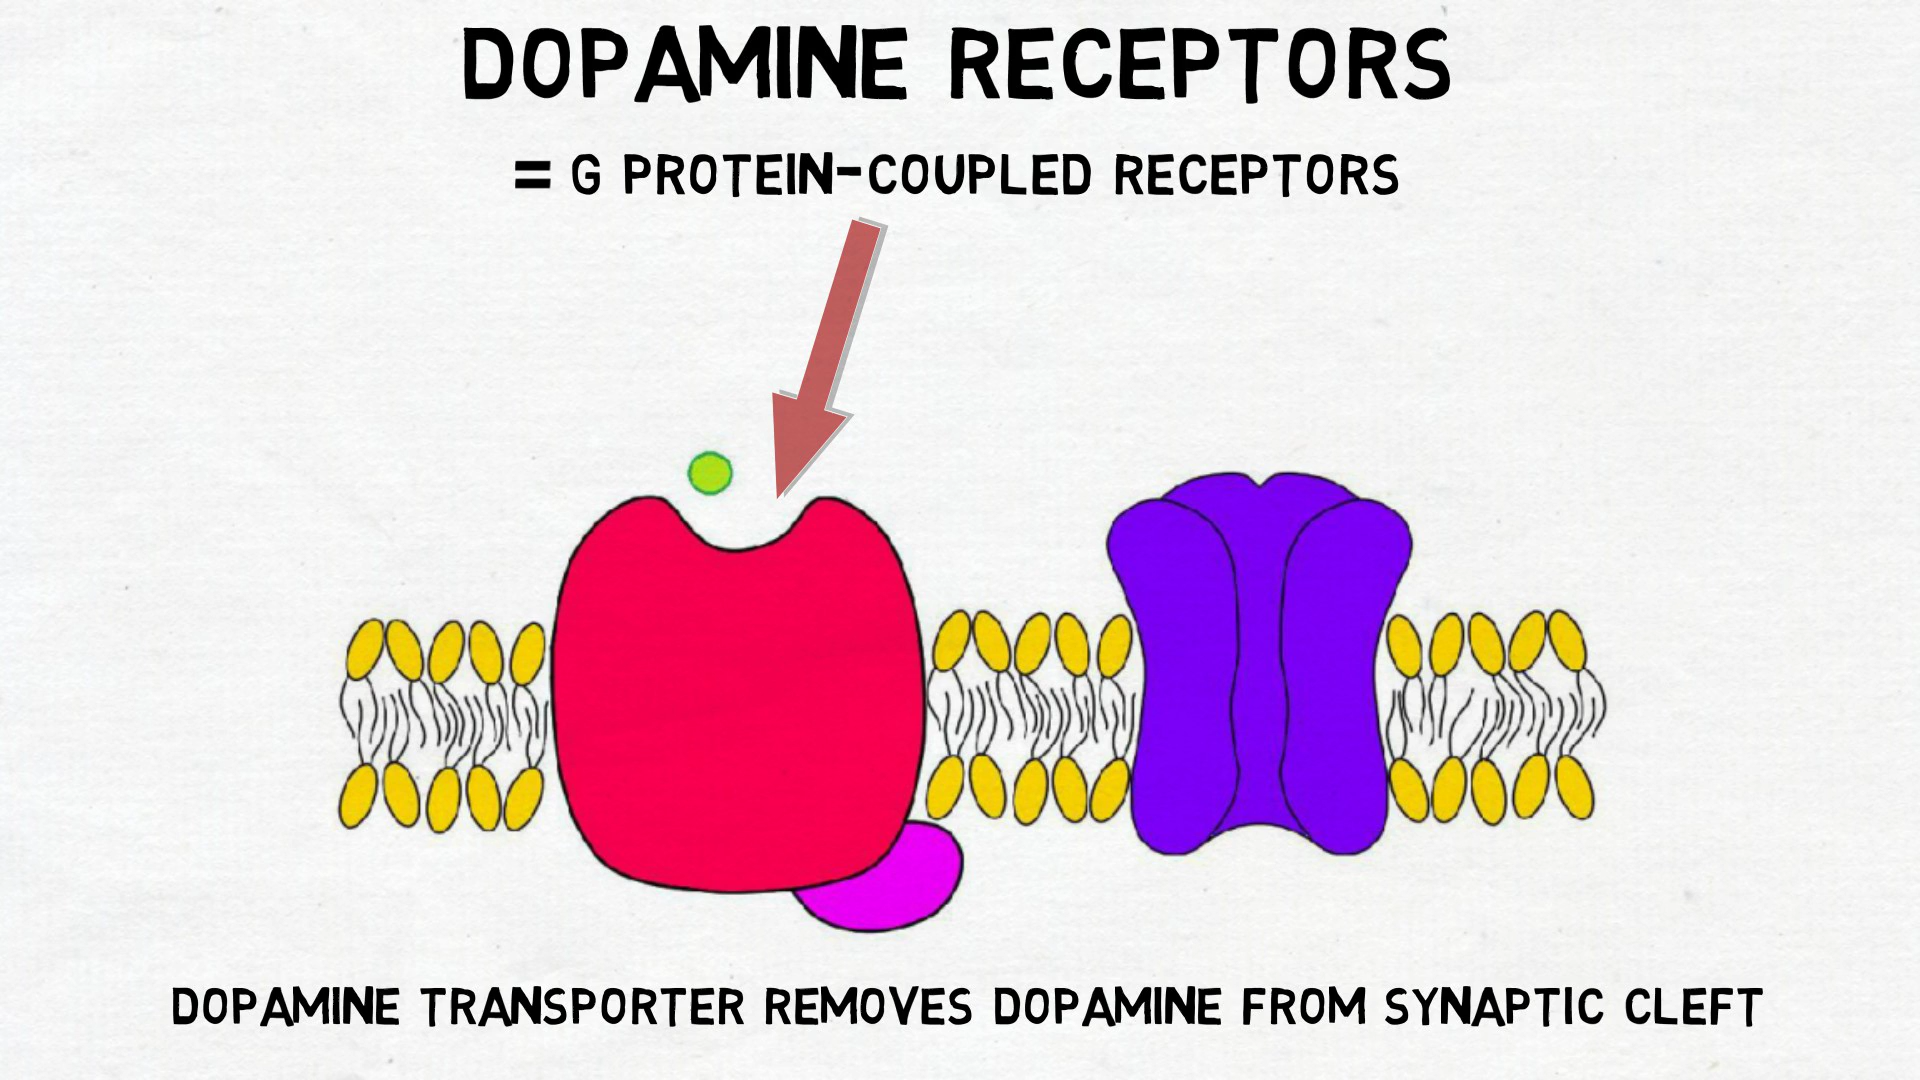 DOPAMINE RECEPTORS
= G PROTEIN-COUPLED RECEPTORS
DOPAMINE TRANSPORTER REMOVES DOPAMINE FROM SYNAPTIC CLEFT